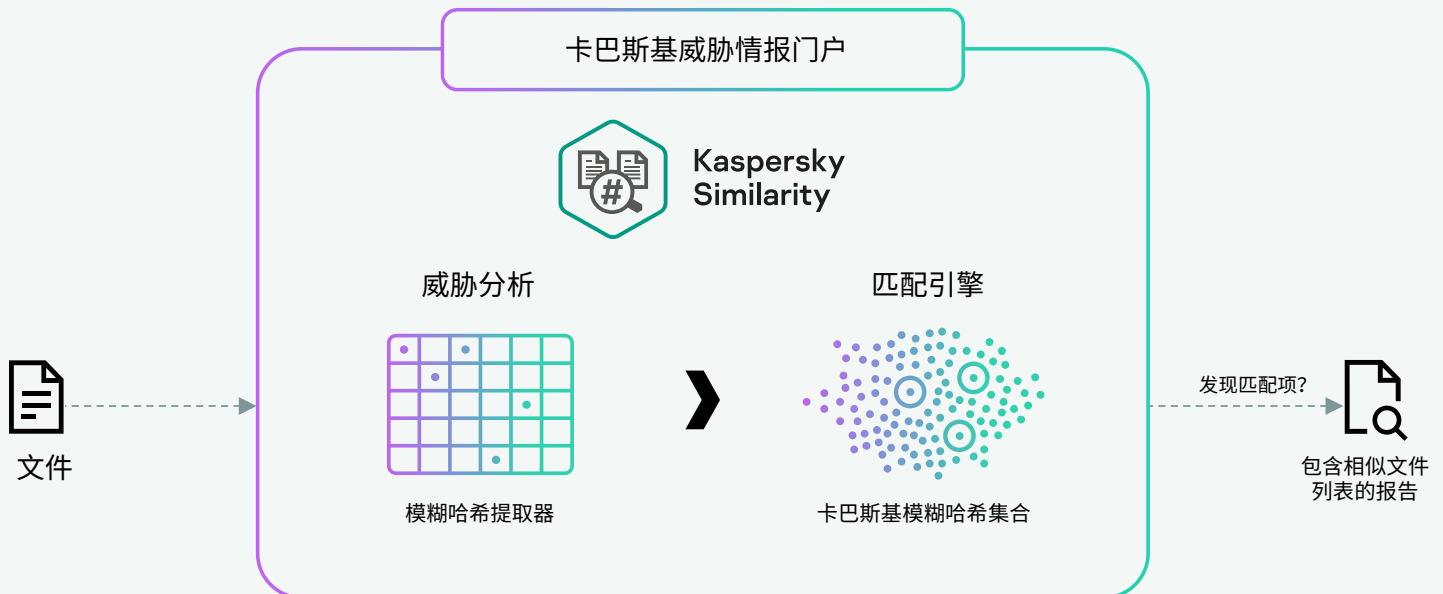 卡巴斯基威胁情报门户
#
Kaspersky
Similarity
威胁分析
匹配引擎
发现匹配项?
文件
包含相似文件
列表的报告
模糊哈希提取器
卡巴斯基模糊哈希集合